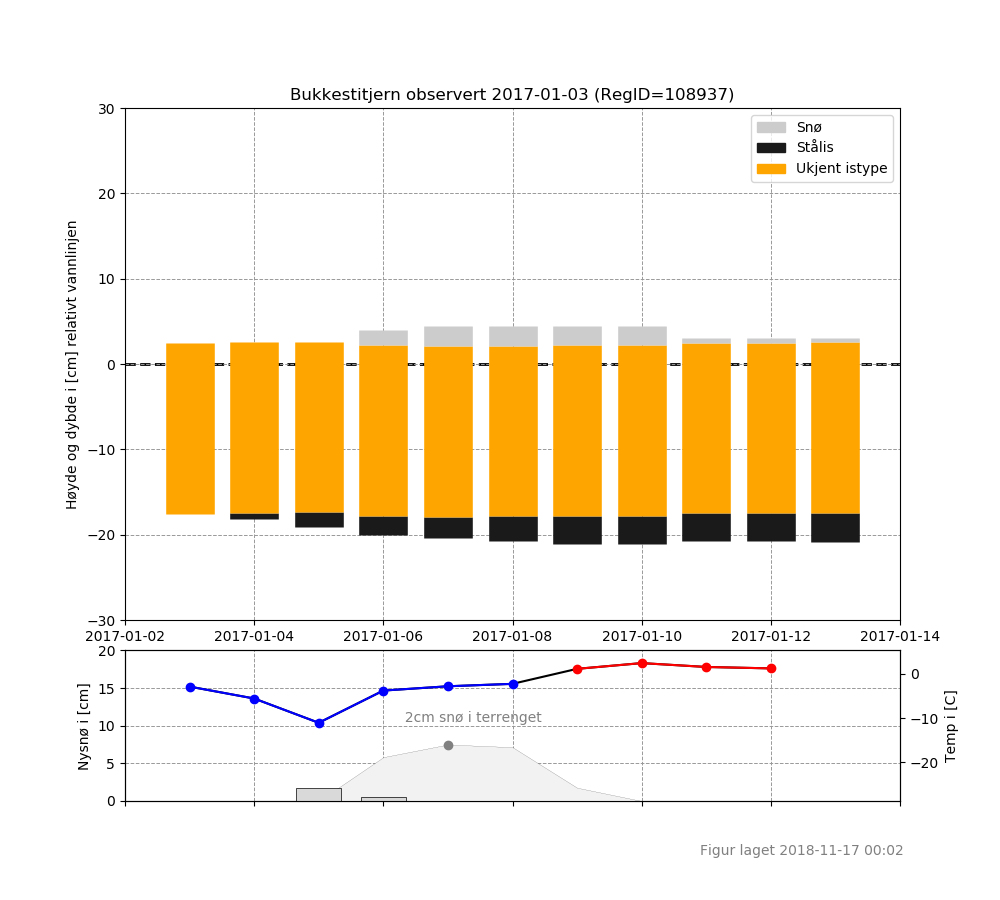 Bukkestitjern observert 2017-01-03 (RegID=108937)
Høyde og dybde i [cm] relativt vannlinjen
30
20
10
0
−10
−20
−30
Snø
Stålis
Ukjent istype
2017-01-02 2017-01-04 2017-01-06 2017-01-08 2017-01-10 2017-01-12 2017-01-14
Nysnø i [cm]
20
15
10
5
0
2cm snø i terrenget
0
−10
−20
Temp i [C]
Figur laget 2018-11-17 00:02